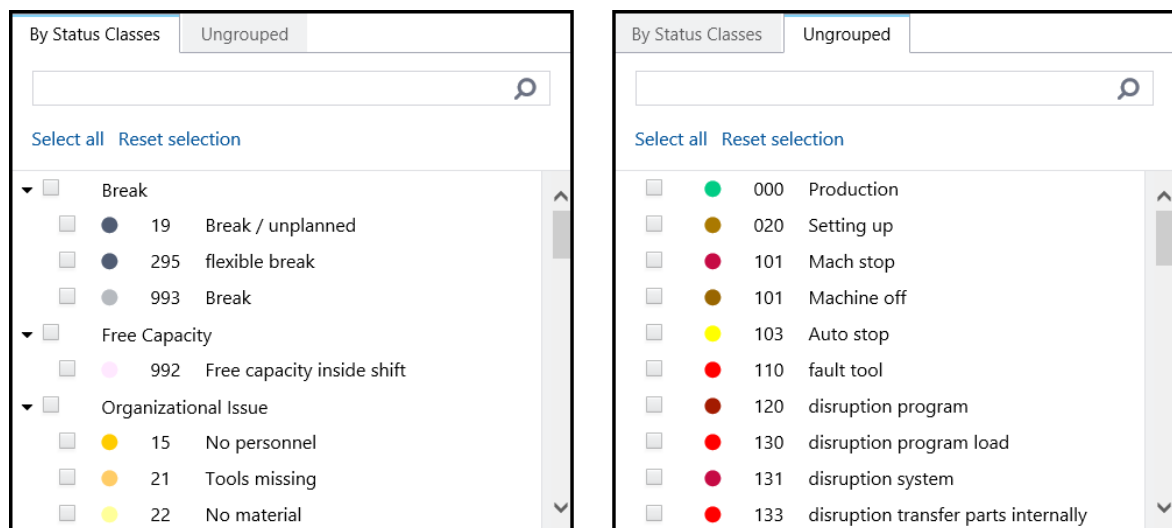 By Status Classes Ungrouped
Select all Reset selection
Break
19 Break / unplanned
295 flexible break
993 Break
Free Capacity
992 Free capacity inside shift
Organizational Issue
15 No personnel
21 Tools missing
22 No material
By Status Classes Ungrouped
Select all Reset selection
000 Production
020 Setting up
101 Mach stop
101 Machine off
103 Auto stop
110 fault tool
120 disruption program
130 disruption program load
131 disruption system
133 disruption transfer parts internally